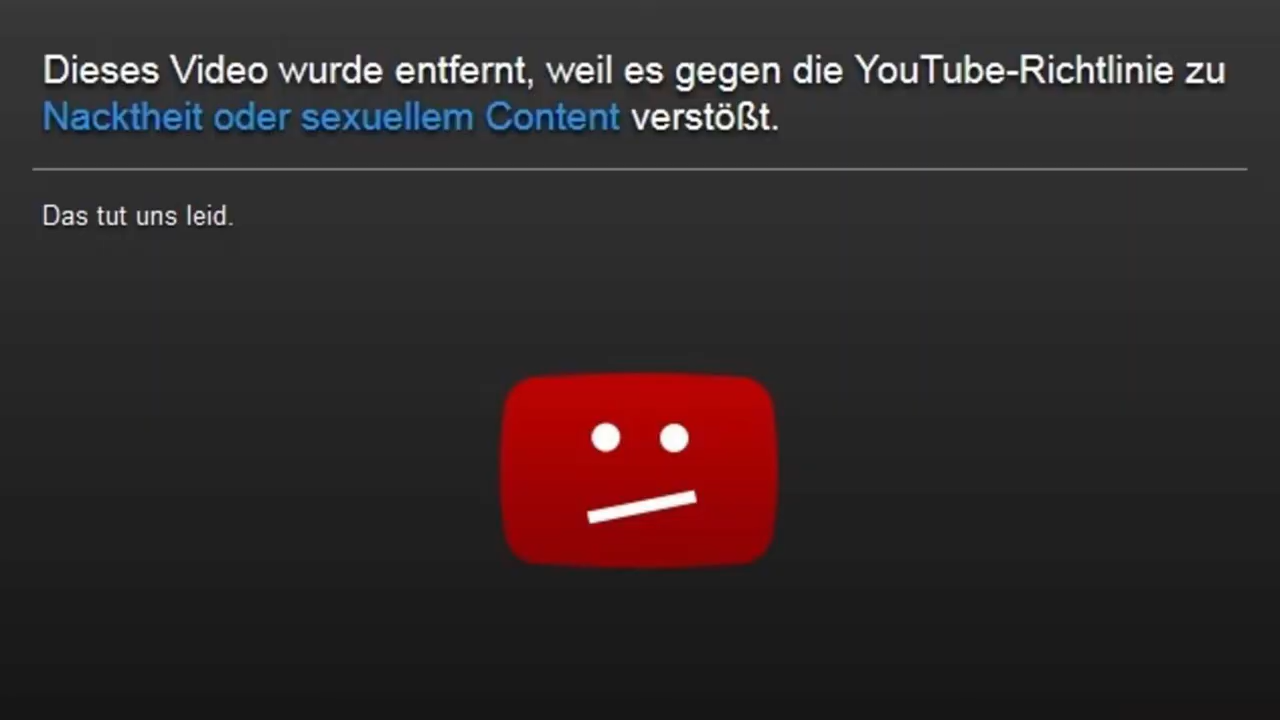 Dieses Video wurde entfernt, weil es gegen die YouTube-Richtlinie zu
Nacktheit oder sexuellem Content verstößt.
Das tut uns leid.